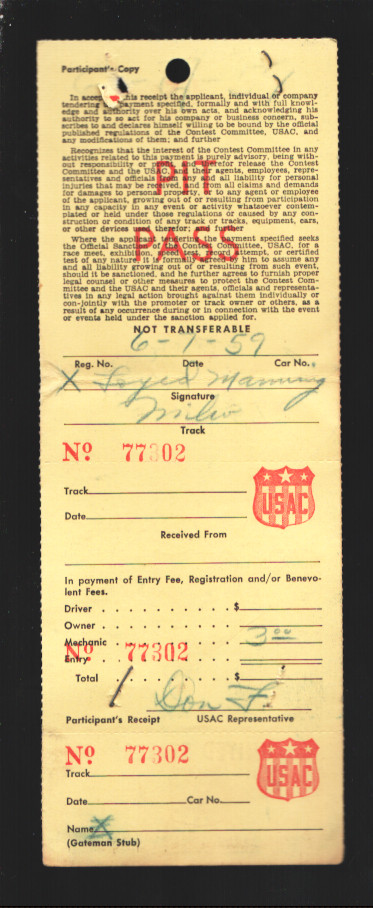 Participant's Copy
In accep his receipt the applicant, individual or company
tendering payment specified, formally and with full knowl-
edge and authority over his own acts, and acknowledging his
authority to so act for his company or business concern, sub-
scribes to and declares himself willing to be bound by the official
published regulations of the Contest Committee, USAC, and
any modifications of them; and further
Recognizes that the interest of the Contest Committee in any
activities related to this payment is purely advisory, being with-
out responsibility or therefor release the Contest
Committee and the USAC, r agents, employees, repre-
sentatives and officials from any and all liability for personal
injuries that may be received, from all claims and demands
for damages to personal property, or to any agent or employee
of the applicant, growing out of or resulting from participation
in any capacity in any event or activity whatsoever contem-
plated or held under those regulations or caused by any con-
struction or condition of any track or tracks, equipment, cars,
or other devices used therefor; and further
Where the applicant tendering payment specified seeks
the Official Sanction Contest Committee, USAC, for a
race meet, exhib attempt, or certified
test of any nature it is formally agreed by him to assume any
and all liability growing out of or resulting from such event,
should it be sanctioned, and he further agrees to furnish proper
legal counsel or other measures to protect the Contest Com-
mittee and the USAC and their agents, officials and representa-
tives in any legal action brought against them individually or
con-jointly with the promoter or track owner or others, as a
result of any occurrence during or in connection with the event
or events held under the sanction applied for.
PIT
PASS
NOT TRANSFERABLE
6-1-59
Reg. No. Date Car No.
X Manning
Signature
Milw
Track
No 77302
USAC
Track
Date
Received From
In payment of Entry Fee, Registration and/or Benevo-
lent Fees.
Driver $
Owner
Mechanic 3 00
No 77302
Entry
Total $
Don F.
Participant's Receipt USAC Representative
No 77302
USAC
Track
Date Car No.
Name X
(Gateman Stub)